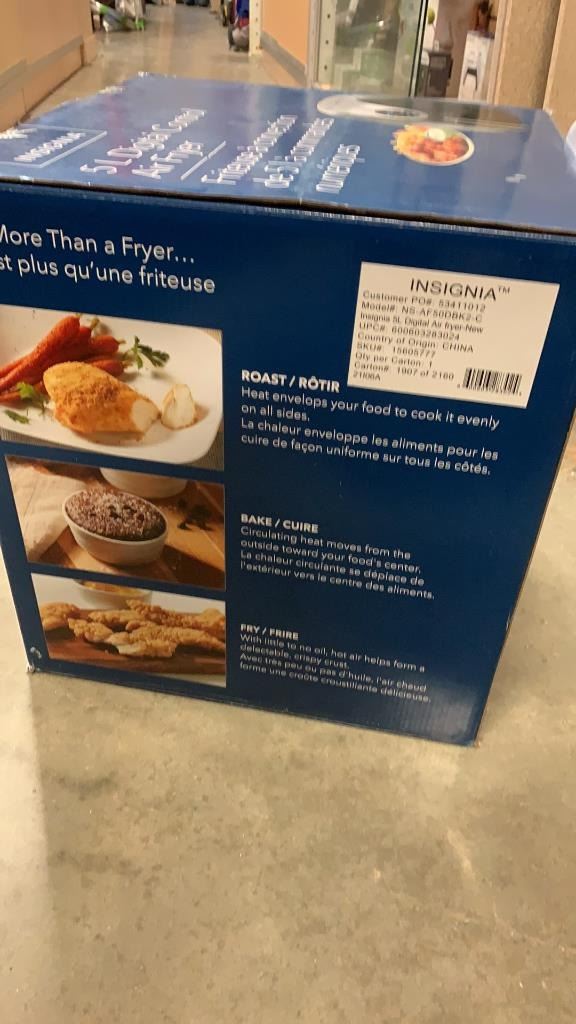 5 L Digital
Air Fryer
INSIGNIA
More Than a Fryer...
plus qu'une friteuse
INSIGNIA™
Customer PO#: 53411012
Model#: NS-AF50DBK2-C
Insignia 5L Digital Air fryer-New
UPC#: 600603283024
Country of Origin: CHINA
SKU#: 15605777
Qty per Carton: 1
Carton#: 1907 of 2160
21I06A
ROAST / RÔTIR
Heat envelops your food to cook it evenly
on all sides.
La chaleur enveloppe les aliments pour les
cuire de façon uniforme sur tous les côtés.
BAKE / CUIRE
Circulating heat moves from the
outside toward your food's center.
La chaleur circulante se déplace de
l'extérieur vers le centre des aliments.
FRY / FRIRE
With little to no oil, hot air helps form a
delectable, crispy crust.
Avec très peu ou pas d'huile, l'air chaud
forme une croûte croustillante délicieuse.